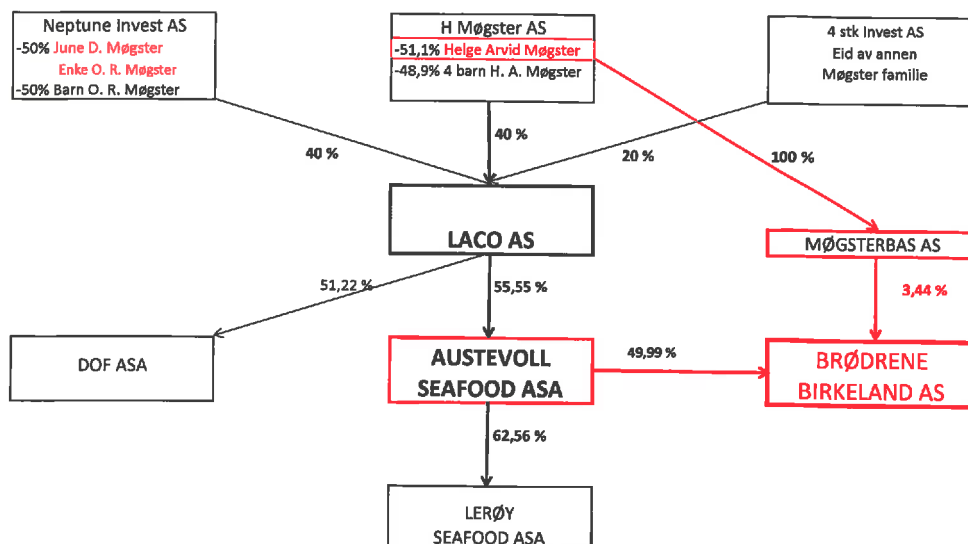 Neptune Invest AS
-50% June D. Møgster
Enke O. R. Møgster
-50% Barn O. R. Møgster
H Møgster AS
-51,1% Helge Arvid Møgster
-48,9% 4 barn H. A. Møgster
4 stk Invest AS
Eid av annen
Møgster familie
40 %
40 %
20 %
100 %
LACO AS
MØGSTERBAS AS
51,22 %
55,55 %
3,44 %
DOF ASA
AUSTEVOLL
SEAFOOD ASA
49,99 %
BRØDRENE
BIRKELAND AS
62,56 %
LERØY
SEAFOOD ASA